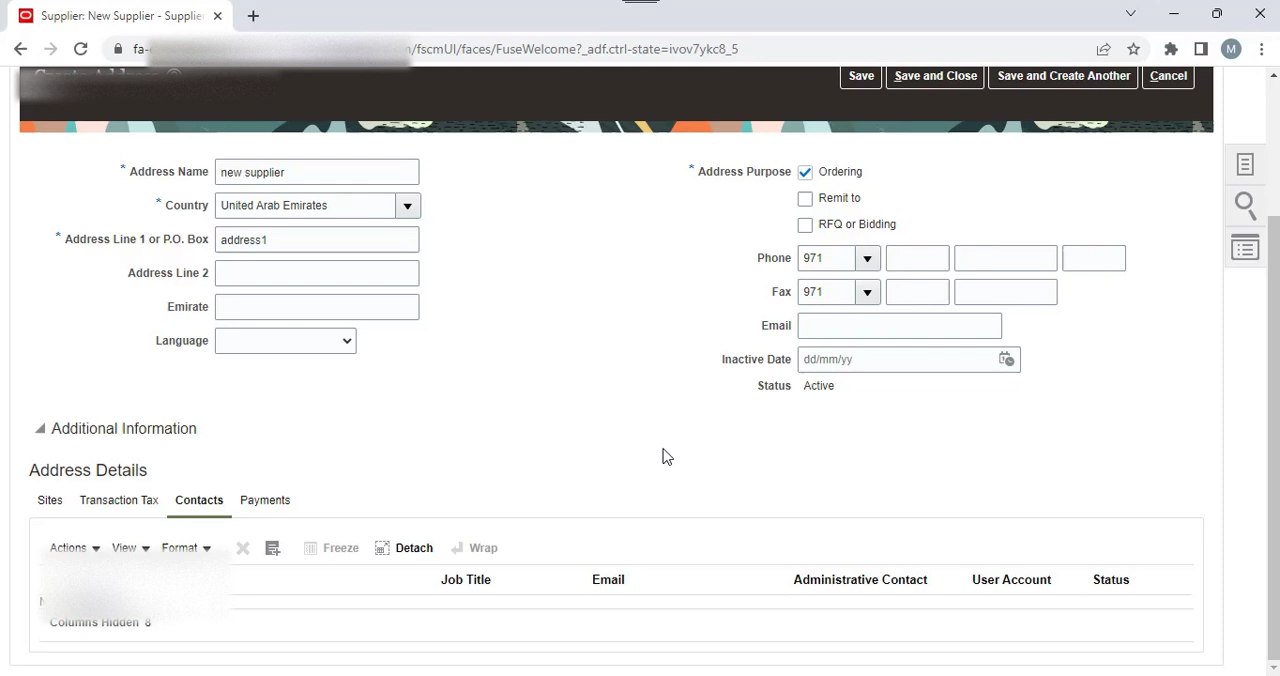 Supplier: New Supplier - Supplier
fa-
/fscmUI/faces/FuseWelcome?_adf.ctrl-state=ivov7ykc8_5
M
Save
Save and Close
Save and Create Another
Cancel
* Address Name new supplier
* Country United Arab Emirates
* Address Line 1 or P.O. Box address1
Address Line 2
Emirate
Language
* Address Purpose Ordering
Remit to
RFQ or Bidding
Phone 971
Fax 971
Email
Inactive Date dd/mm/yy
Status Active
Additional Information
Address Details
Sites Transaction Tax Contacts Payments
Actions View Format Freeze Detach Wrap
Job Title Email Administrative Contact User Account Status
Columns Hidden 8